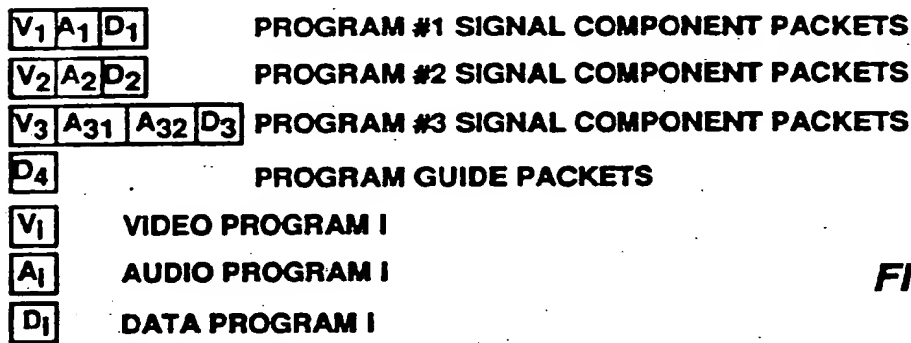 V1 A1 D1 PROGRAM #1 SIGNAL COMPONENT PACKETS
V2 A2 D2 PROGRAM #2 SIGNAL COMPONENT PACKETS
V3 A31 A32 D3 PROGRAM #3 SIGNAL COMPONENT PACKETS
D4 PROGRAM GUIDE PACKETS
Vi VIDEO PROGRAM I
Ai AUDIO PROGRAM I
FI
Di DATA PROGRAM I